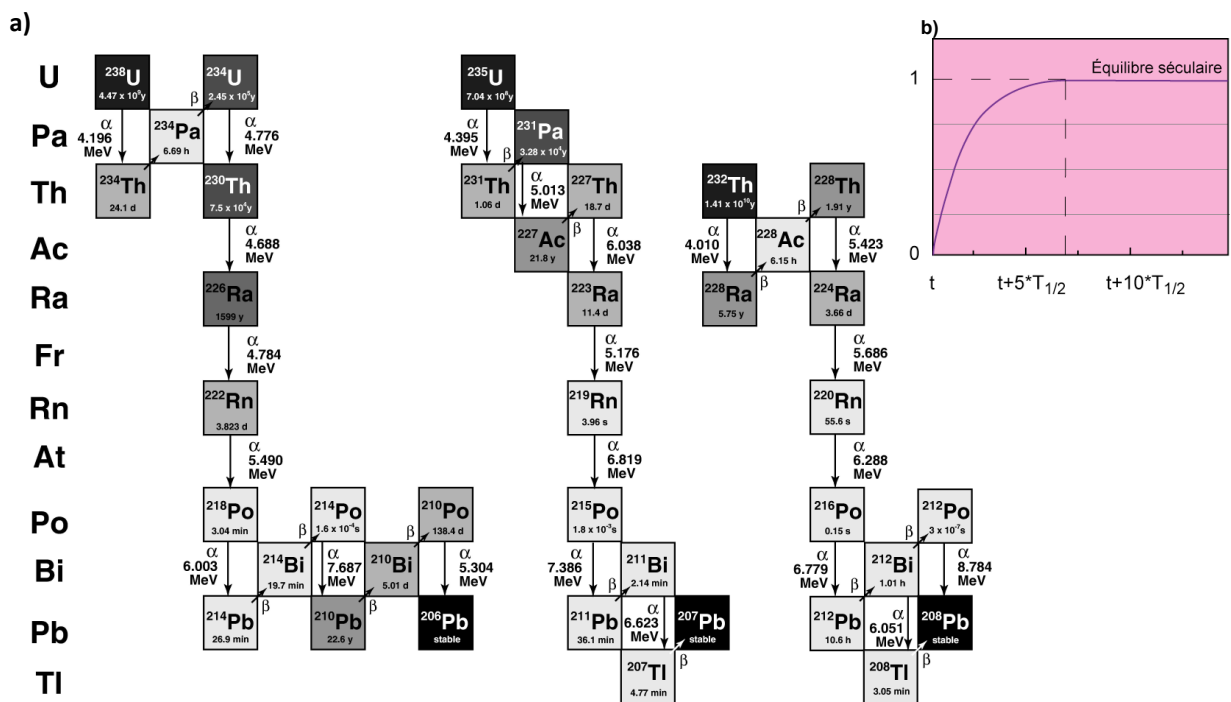 a)
b)
U
Pa
Th
Ac
Ra
Fr
Rn
At
Po
Bi
Pb
Tl
238U
4.47 x 10⁹y
α
4.196
MeV
234Th
24.1 d
234Pa
6.69 h
β
234U
2.45 x 10⁵y
α
4.776
MeV
230Th
7.5 x 10⁴y
α
4.688
MeV
226Ra
1599 y
α
4.784
MeV
222Rn
3.823 d
α
5.490
MeV
218Po
3.04 min
α
6.003
MeV
214Pb
26.9 min
β
214Bi
19.7 min
β
214Po
1.6 x 10⁻⁴s
α
7.687
MeV
210Pb
22.6 y
β
210Bi
5.01 d
β
210Po
138.4 d
α
5.304
MeV
206Pb
stable
235U
7.04 x 10⁸y
α
4.395
MeV
231Th
1.06 d
β
231Pa
3.28 x 10⁴y
α
5.013
MeV
227Ac
21.8 y
β
227Th
18.7 d
α
6.038
MeV
223Ra
11.4 d
α
5.176
MeV
219Rn
3.96 s
α
6.819
MeV
215Po
1.8 x 10⁻³s
α
7.386
MeV
211Pb
36.1 min
β
211Bi
2.14 min
α
6.623
MeV
207Tl
4.77 min
β
207Pb
stable
232Th
1.41 x 10¹⁰y
α
4.010
MeV
228Ra
5.75 y
β
228Ac
6.15 h
β
228Th
1.91 y
α
5.423
MeV
224Ra
3.66 d
α
5.686
MeV
220Rn
55.6 s
α
6.288
MeV
216Po
0.15 s
α
6.779
MeV
212Pb
10.6 h
β
212Bi
1.01 h
β
212Po
3 x 10⁻⁷s
α
8.784
MeV
α
6.051
MeV
208Tl
3.05 min
β
208Pb
stable
1
Équilibre séculaire
0
t
t+5*T1/2
t+10*T1/2